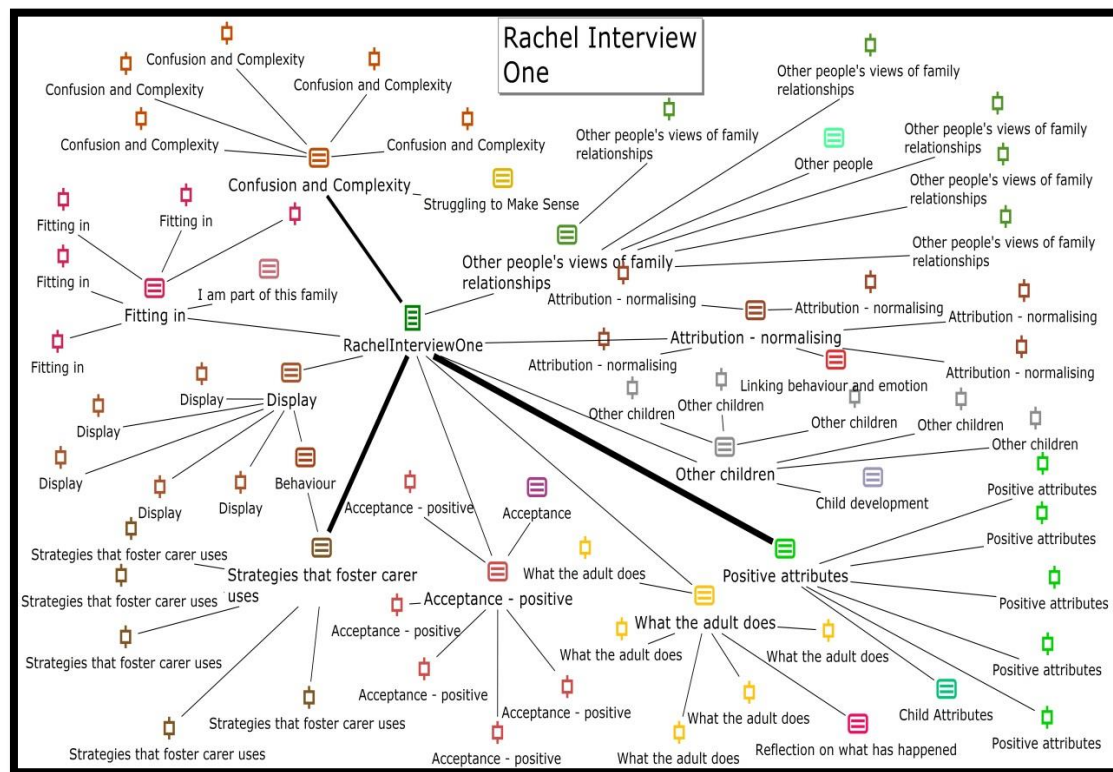 Rachel Interview
One
Confusion and Complexity
Confusion and Complexity
Confusion and Complexity
Confusion and Complexity
Confusion and Complexity
Confusion and Complexity
Struggling to Make Sense
Other people's views of family
relationships
Other people's views of family
relationships
Other people's views of family
relationships
Other people
Other people's views of family
relationships
Other people's views of family
relationships
Other people's views of family
relationships
Fitting in
Fitting in
Fitting in
I am part of this family
Fitting in
Fitting in
RachelInterviewOne
Attribution - normalising
Attribution - normalising
Attribution - normalising
Attribution - normalising
Attribution - normalising
Attribution - normalising
Linking behaviour and emotion
Other children
Other children
Other children
Other children
Other children
Other children
Child development
Display
Display
Display
Display
Display
Display
Behaviour
Strategies that foster carer uses
Strategies that foster carer
uses
Strategies that foster carer uses
Strategies that foster carer uses
Strategies that foster carer uses
Strategies that foster carer uses
Acceptance - positive
Acceptance
Acceptance - positive
Acceptance - positive
Acceptance - positive
Acceptance - positive
Acceptance - positive
What the adult does
What the adult does
What the adult does
What the adult does
What the adult does
What the adult does
Reflection on what has happened
Positive attributes
Positive attributes
Positive attributes
Positive attributes
Positive attributes
Child Attributes
Positive attributes